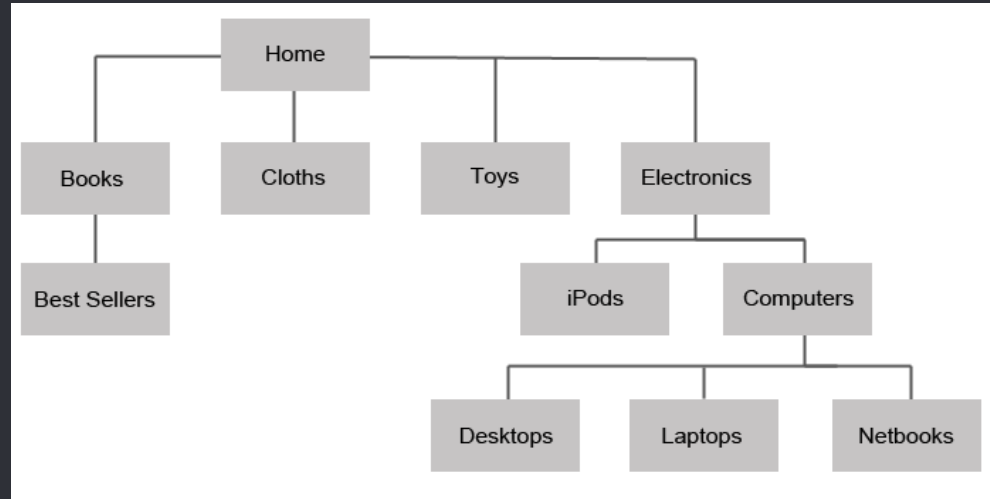 Home
Books
Cloths
Toys
Electronics
Best Sellers
iPods
Computers
Desktops
Laptops
Netbooks